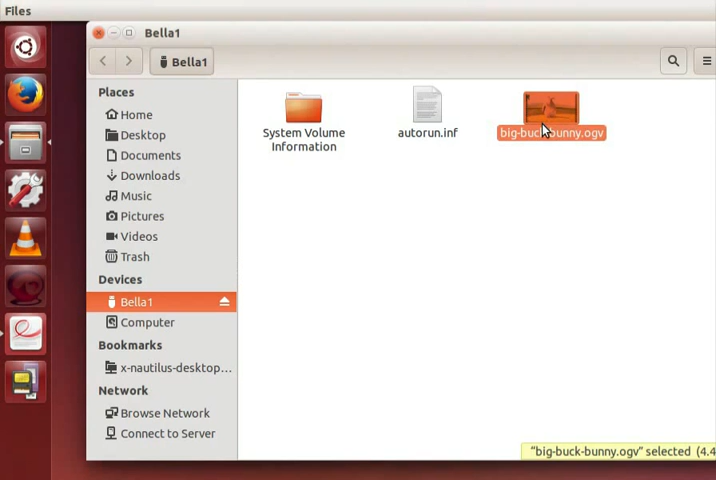 Files
Bella1
Bella1
Places
Home
Desktop
Documents
Downloads
Music
Pictures
Videos
Trash
Devices
Bella1
Computer
Bookmarks
x-nautilus-desktop...
Network
Browse Network
Connect to Server
System Volume
Information
autorun.inf
big-buck-bunny.ogv
"big-buck-bunny.ogv" selected (4.4